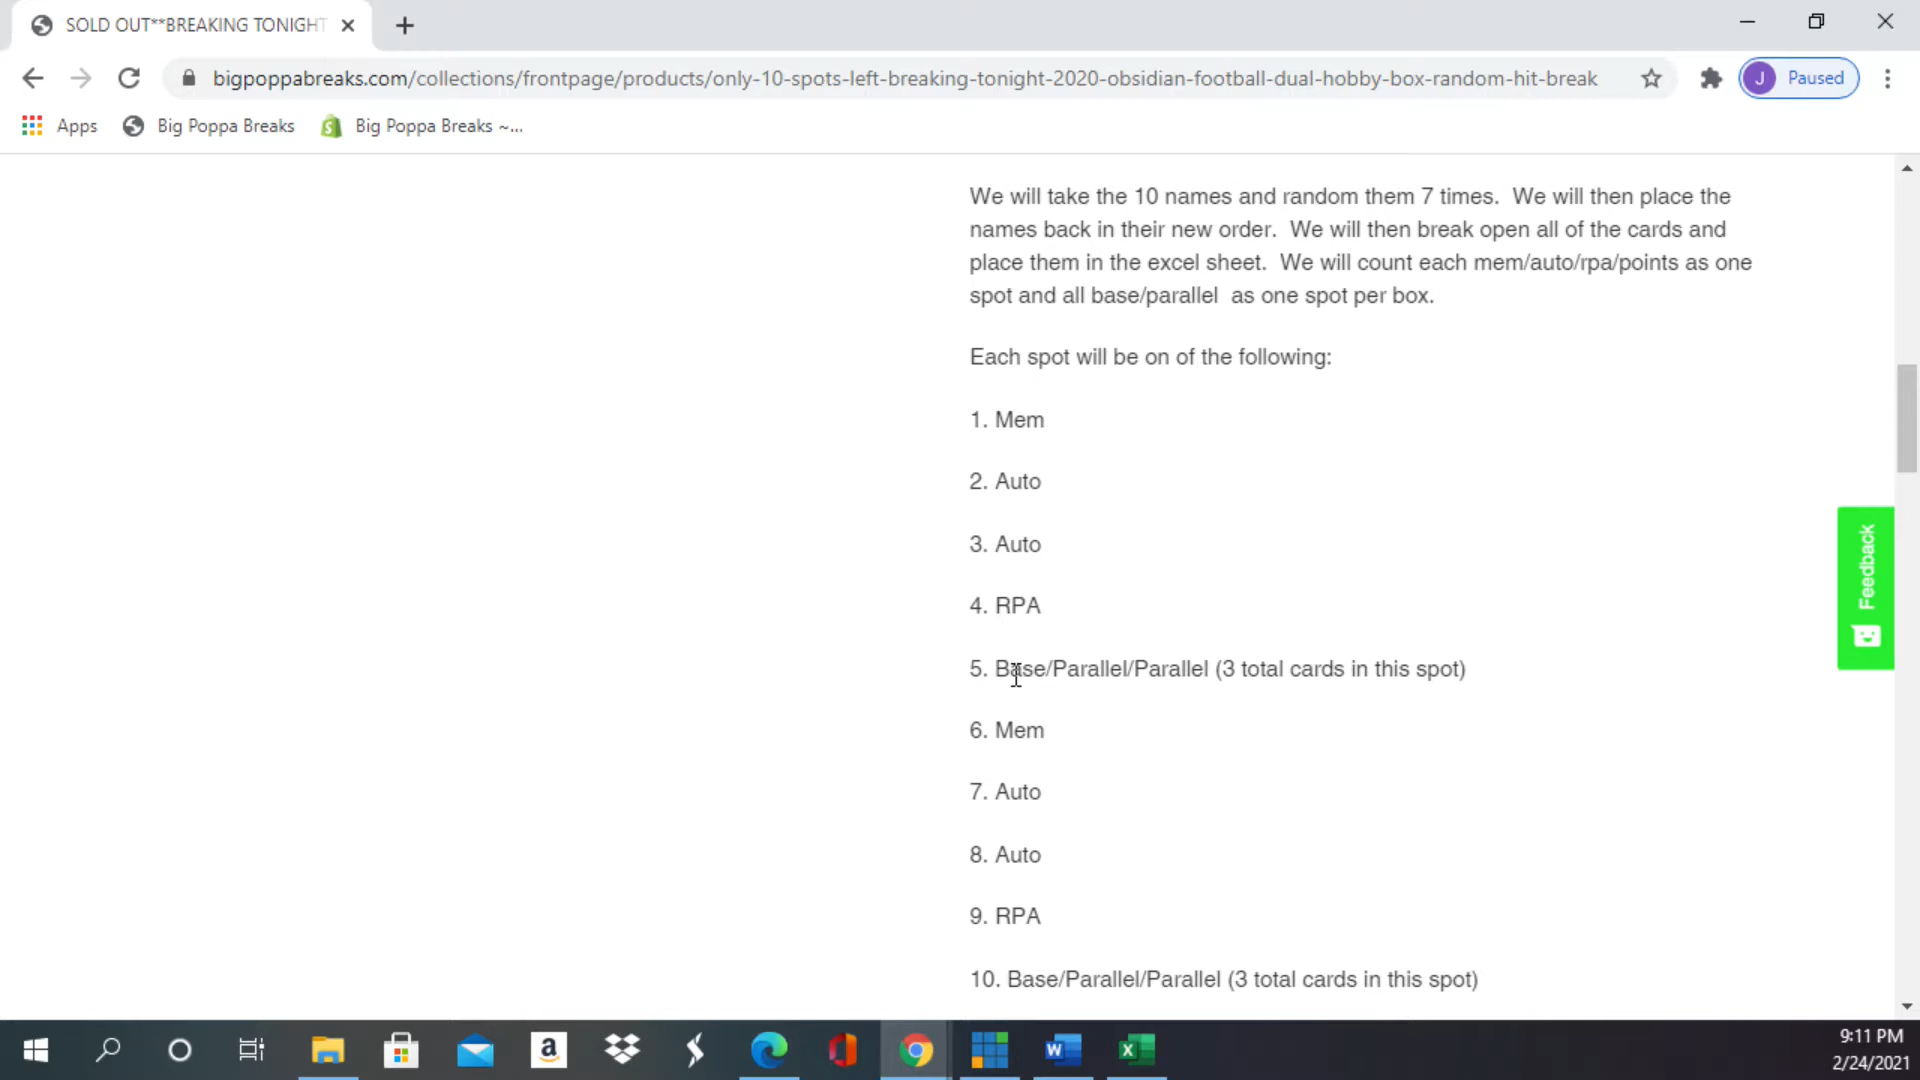 SOLD OUT**BREAKING TONIGHT
bigpoppabreaks.com/collections/frontpage/products/only-10-spots-left-breaking-tonight-2020-obsidian-football-dual-hobby-box-random-hit-break
J Paused
Apps Big Poppa Breaks Big Poppa Breaks ~...
We will take the 10 names and random them 7 times. We will then place the
names back in their new order. We will then break open all of the cards and
place them in the excel sheet. We will count each mem/auto/rpa/points as one
spot and all base/parallel as one spot per box.
Each spot will be on of the following:
1. Mem
2. Auto
3. Auto
4. RPA
5. Base/Parallel/Parallel (3 total cards in this spot)
6. Mem
7. Auto
8. Auto
9. RPA
10. Base/Parallel/Parallel (3 total cards in this spot)
Feedback
a
W
X
9:11 PM
2/24/2021